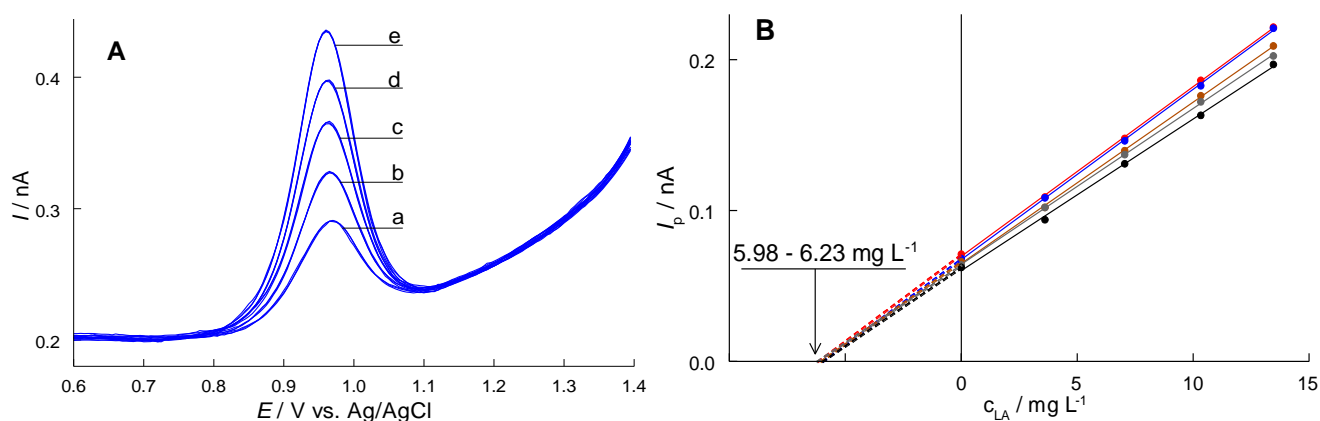 A
e
d
c
b
a
0.4
0.3
0.2
I / nA
0.6 0.7 0.8 0.9 1.0 1.1 1.2 1.3 1.4
E / V vs. Ag/AgCl
B
0.2
0.1
0.0
I_p / nA
5.98 - 6.23 mg L⁻¹
0 5 10 15
c_LA / mg L⁻¹